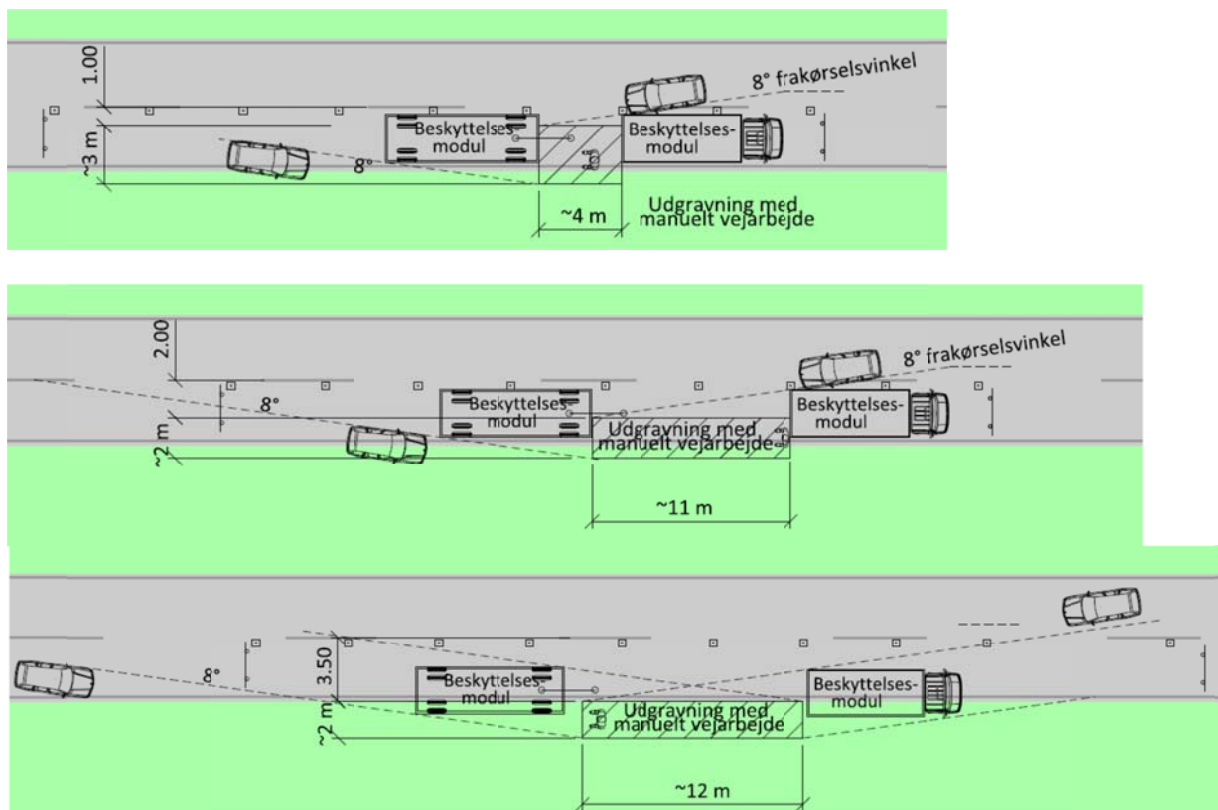 1.00
8° frakørselsvinkel
Beskyttelses-
modul
Beskyttelses-
modul
~3 m
8°
~4 m
Udgravning med
manuelt vejarbejde
2.00
8° frakørselsvinkel
8°
Beskyttelses-
modul
Beskyttelses-
modul
~2 m
Udgravning med
manuelt vejarbejde
~11 m
8°
3.50
Beskyttelses-
modul
Beskyttelses-
modul
~2 m
Udgravning med
manuelt vejarbejde
~12 m